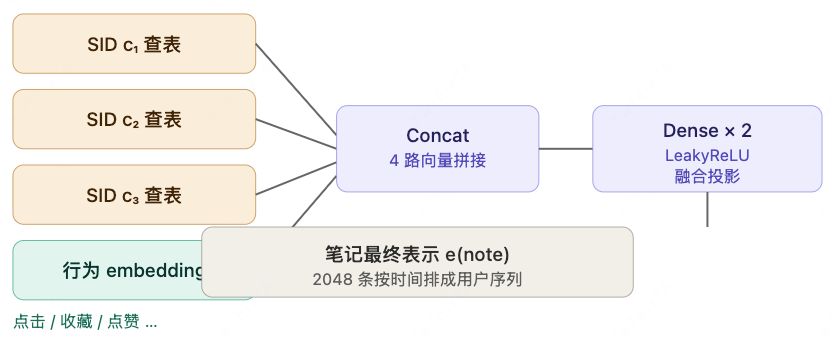 SID c₁ 查表
SID c₂ 查表
SID c₃ 查表
行为 embedding
点击 / 收藏 / 点赞 ...
Concat
4 路向量拼接
Dense × 2
LeakyReLU
融合投影
笔记最终表示 e(note)
2048 条按时间排成用户序列